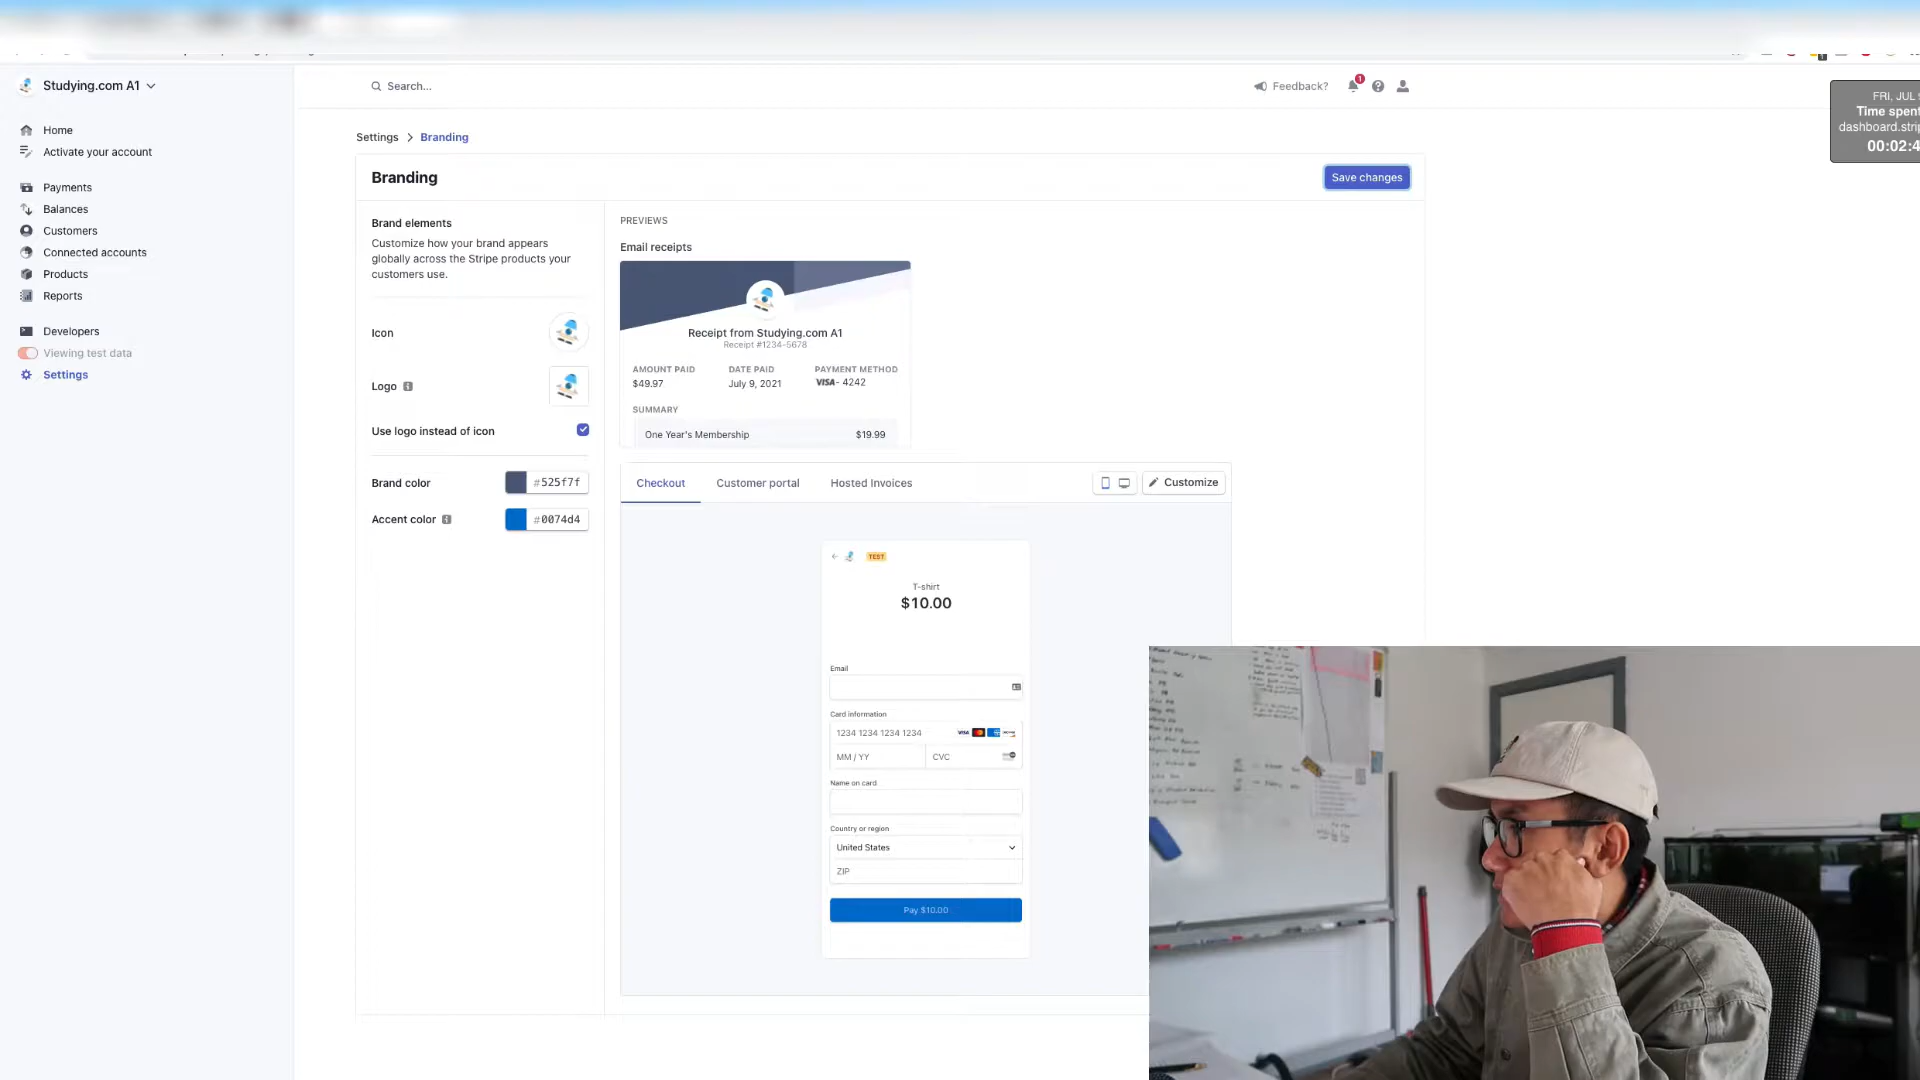 Studying.com A1
Search...
Feedback?
1
FRI, JUL
Time spen
dashboard.strip
00:02:4
Home
Activate your account
Payments
Balances
Customers
Connected accounts
Products
Reports
Developers
Viewing test data
Settings
Settings > Branding
Branding
Save changes
Brand elements
Customize how your brand appears
globally across the Stripe products your
customers use.
Icon
Logo
Use logo instead of icon
Brand color
#525f7f
Accent color
#0074d4
PREVIEWS
Email receipts
Receipt from Studying.com A1
Receipt #1234-5678
AMOUNT PAID
DATE PAID
PAYMENT METHOD
$49.97
July 9, 2021
VISA - 4242
SUMMARY
One Year's Membership
$19.99
Checkout
Customer portal
Hosted Invoices
Customize
TEST
T-shirt
$10.00
Email
Card information
1234 1234 1234 1234
VISA
MM / YY
CVC
Name on card
Country or region
United States
ZIP
Pay $10.00